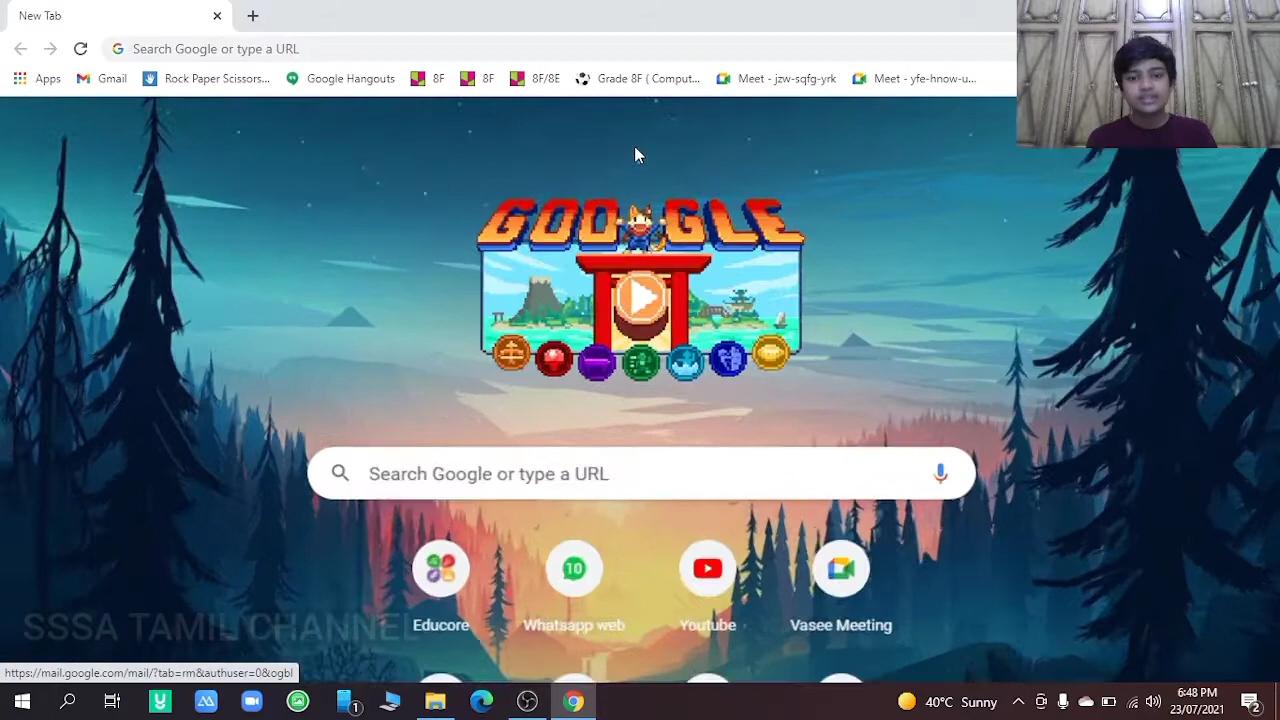 New Tab
Search Google or type a URL
Apps Gmail Rock Paper Scissors... Google Hangouts 8F 8F 8F/8E Grade 8F ( Comput... Meet - jzw-sqfg-yrk Meet - yfe-hnow-u...
GOOGLE
Search Google or type a URL
10
Educore Whatsapp web Youtube Vasee Meeting
SSSA TAMIL CHANNEL
https://mail.google.com/mail/?tab=rm&authuser=0&ogbl
1
40°C Sunny
6:48 PM
23/07/2021
2